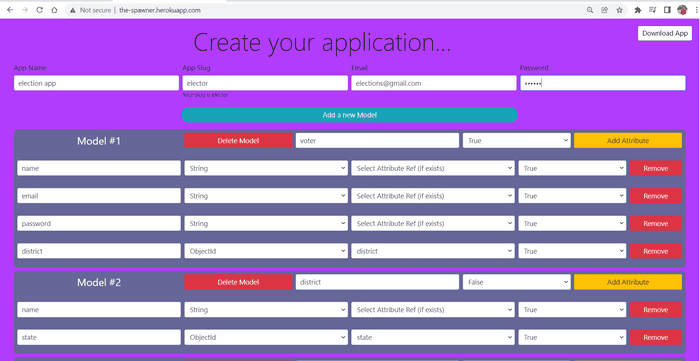 Not secure | the-spawner.herokuapp.com
Download App
Create your application...
App Name App Slug Email Password
election app elector elections@gmail.com ••••••
Your slug is elector
Add a new Model
Model #1 Delete Model voter True Add Attribute
name String Select Attribute Ref (if exists) True Remove
email String Select Attribute Ref (if exists) True Remove
password String Select Attribute Ref (if exists) True Remove
district ObjectId district True Remove
Model #2 Delete Model district False Add Attribute
name String Select Attribute Ref (if exists) True Remove
state ObjectId state True Remove